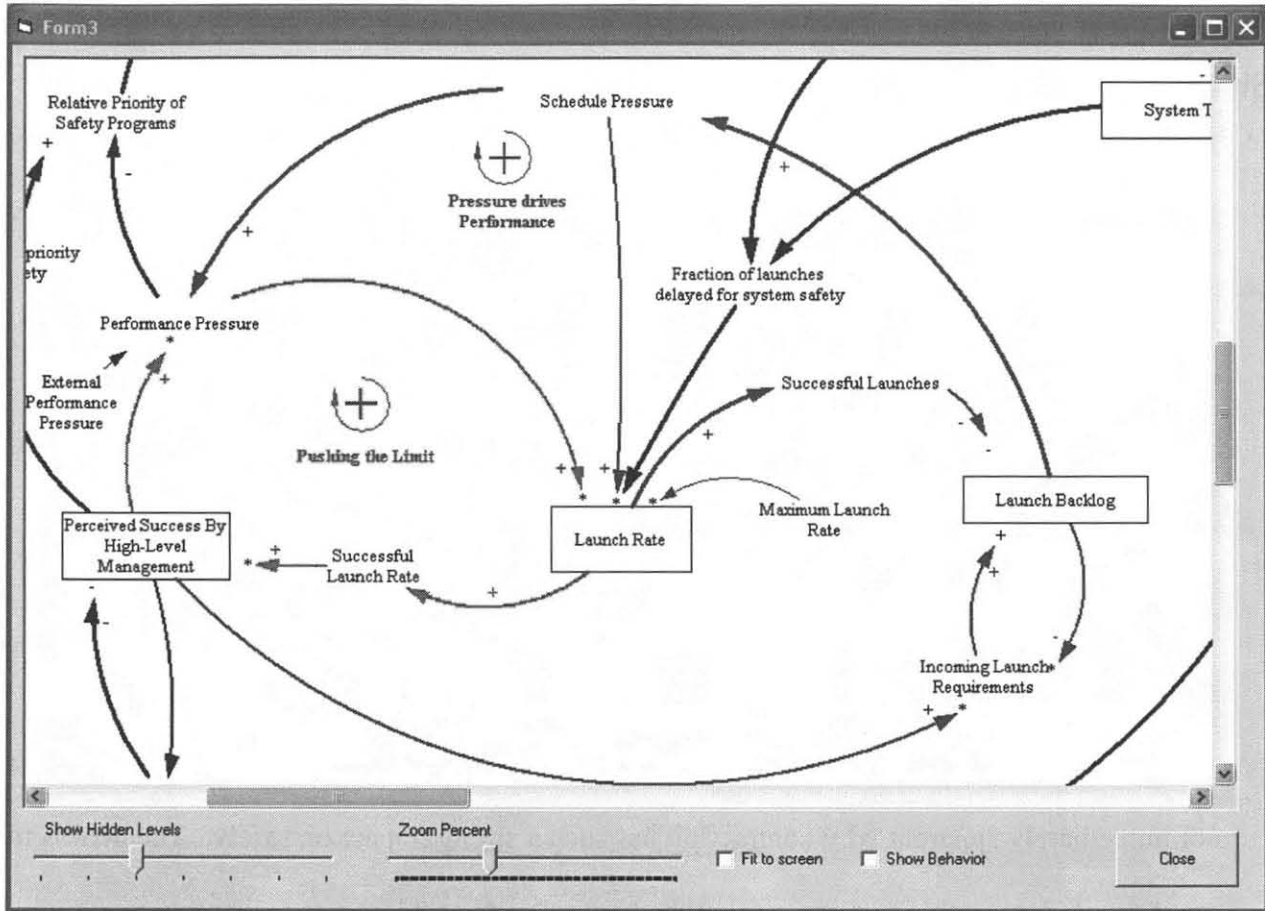 Form3
Relative Priority of
Safety Programs
Schedule Pressure
System T
+
-
+
+
-
Pressure drives
Performance
+
priority
ety
Fraction of launches
delayed for system safety
Performance Pressure
*
+
External
Performance
Pressure
+
Successful Launches
Pushing the Limit
+
-
-
+
+
*
*
*
Launch Backlog
Maximum Launch
Rate
Launch Rate
Perceived Success By
High-Level
Management
*
+
Successful
Launch Rate
+
+
+
-
-
-
Incoming Launch*
Requirements
+
*
Show Hidden Levels
Zoom Percent
Fit to screen
Show Behavior
Close